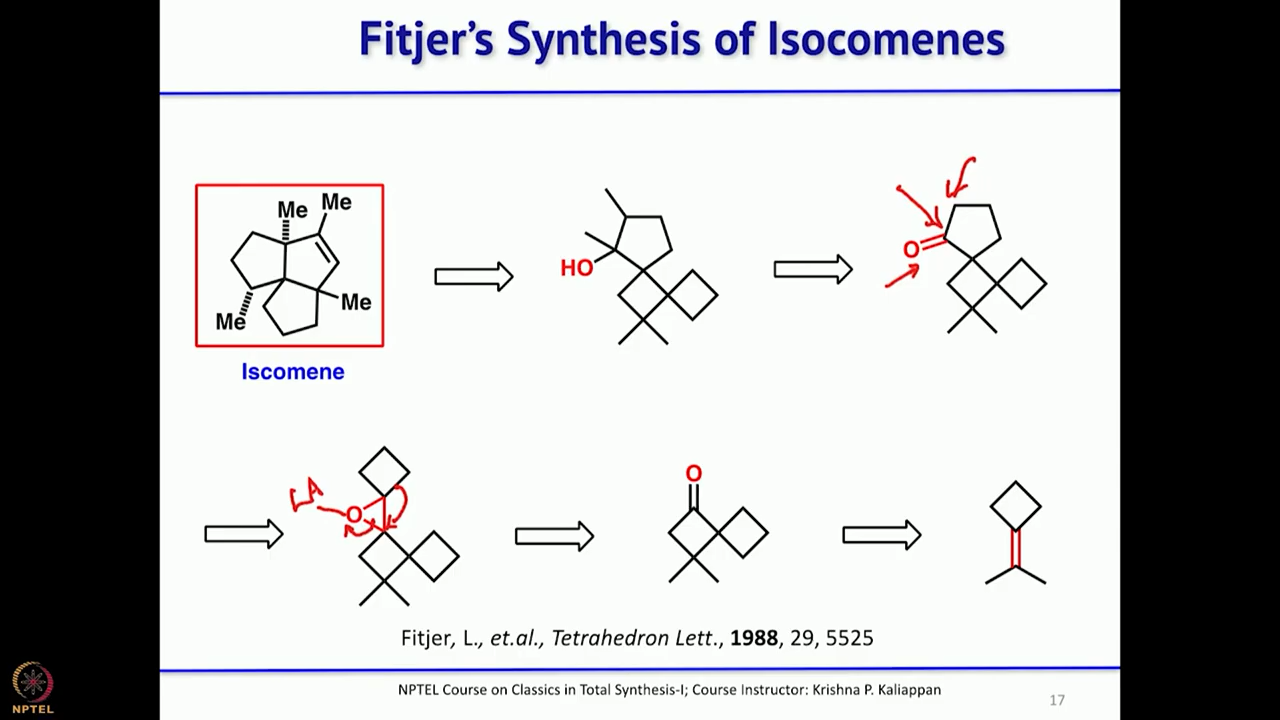 Fitjer's Synthesis of Isocomenes
Me Me
Me
Me
Iscomene
HO
O
LA
O
O
Fitjer, L., et.al., Tetrahedron Lett., 1988, 29, 5525
NPTEL Course on Classics in Total Synthesis-I; Course Instructor: Krishna P. Kaliappan
17
NPTEL